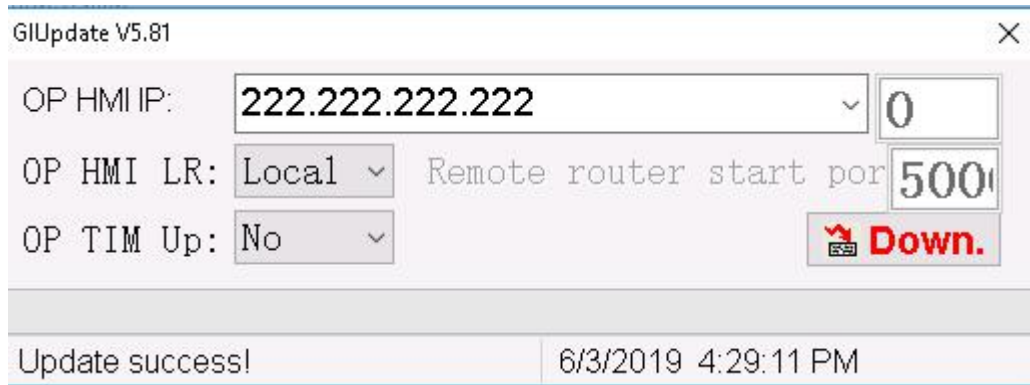 GIUpdate V5.81
OP HMI IP: 222.222.222.222 0
OP HMI LR: Local Remote router start por 500
OP TIM Up: No Down.
Update success! 6/3/2019 4:29:11 PM